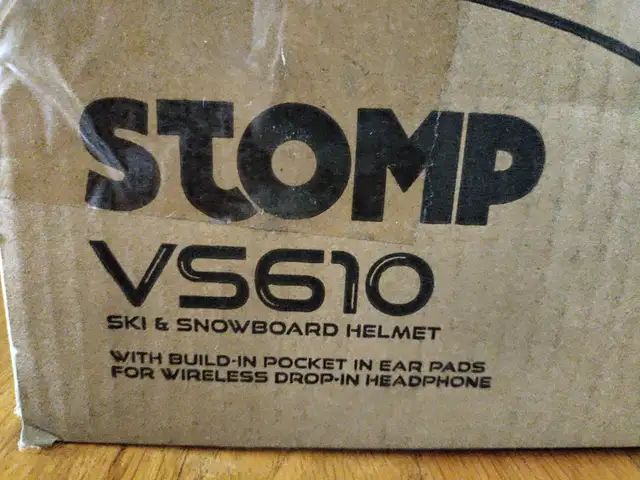 STOMP
VS610
SKI & SNOWBOARD HELMET
WITH BUILD-IN POCKET IN EAR PADS
FOR WIRELESS DROP-IN HEADPHONE